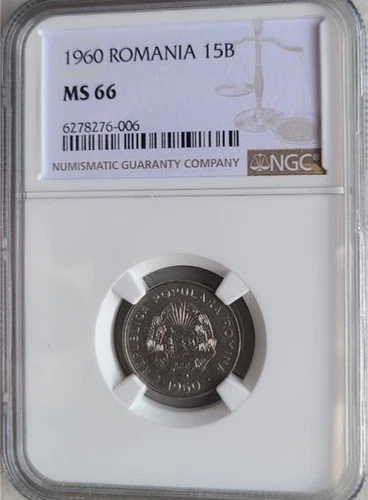 1960 ROMANIA 15B
MS 66
6278276-006
NUMISMATIC GUARANTY COMPANY
NGC
REPUBLICA POPULARA ROMINA
1960